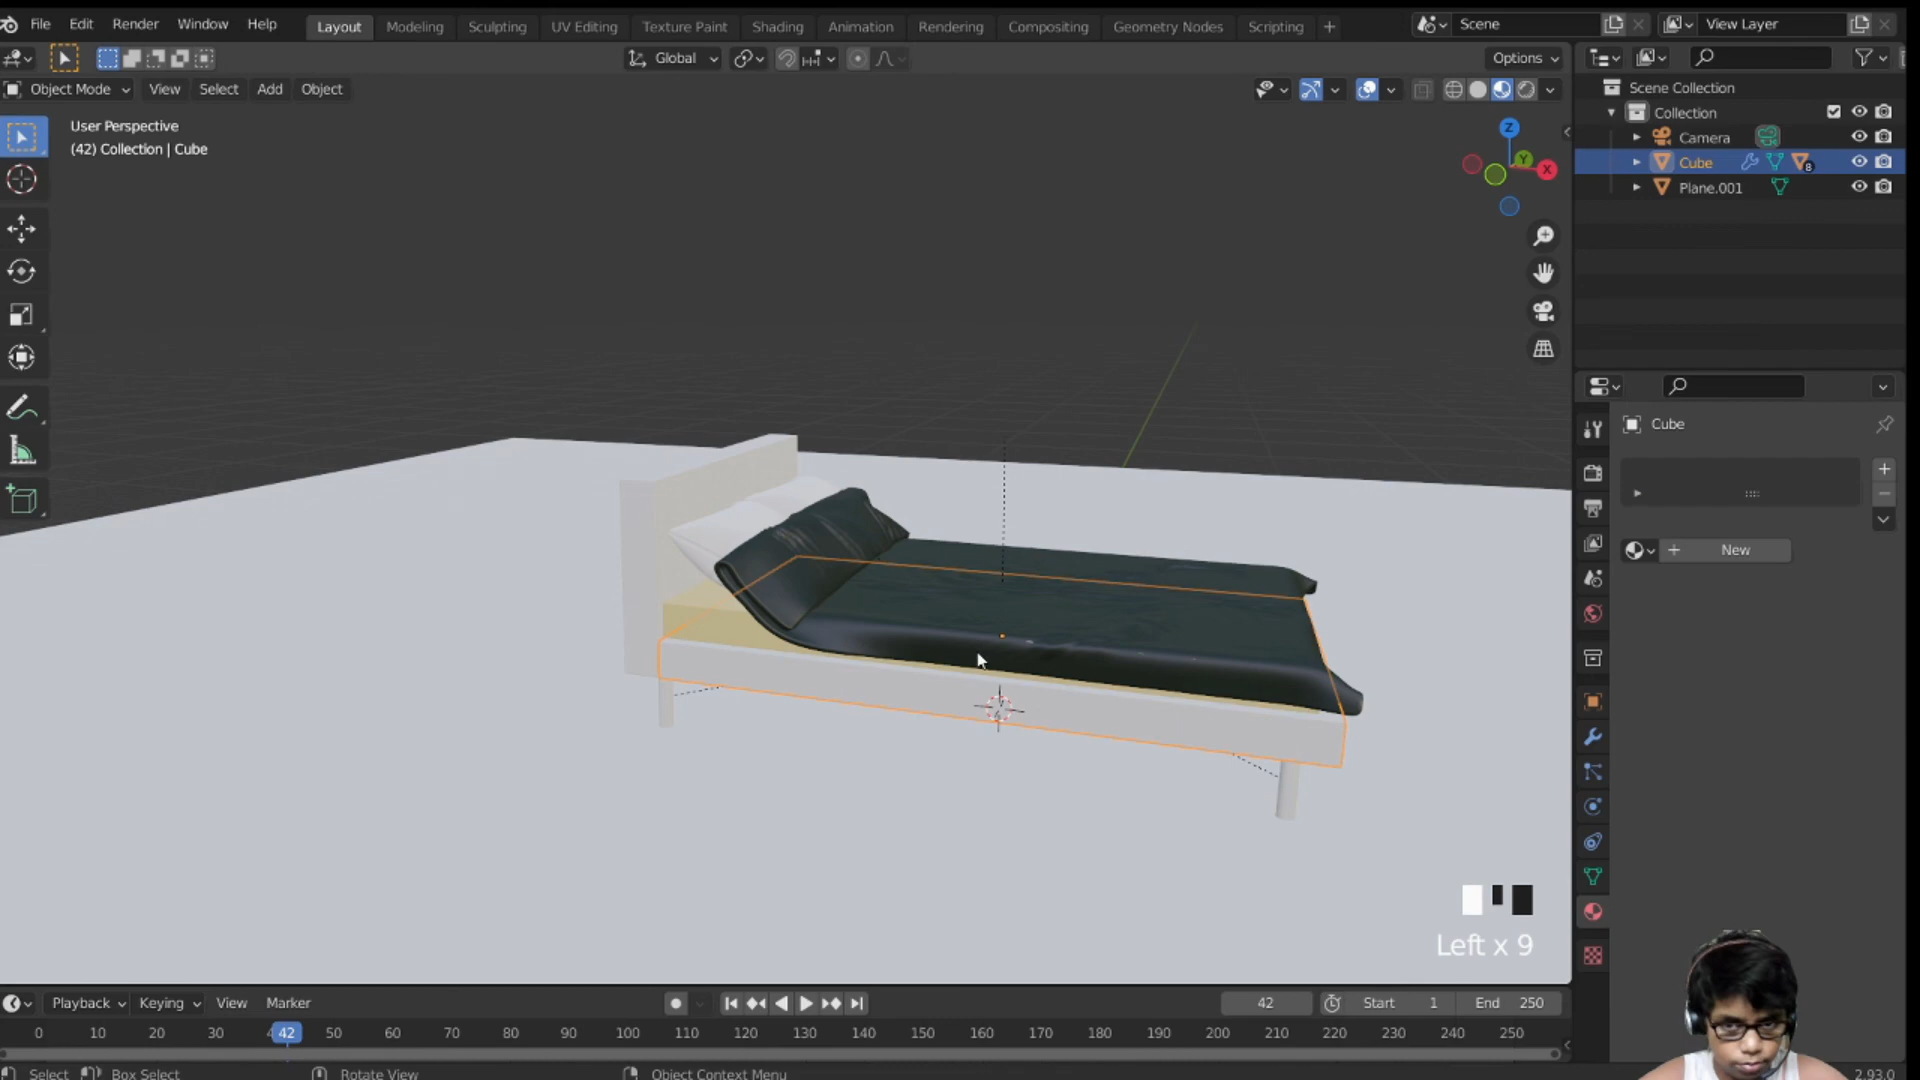 File Edit Render Window Help Layout Modeling Sculpting UV Editing Texture Paint Shading Animation Rendering Compositing Geometry Nodes Scripting + Scene View Layer
Global Options
Object Mode View Select Add Object
User Perspective
(42) Collection | Cube
Z
Y
X
Scene Collection
Collection
Camera
Cube 8
Plane.001
Cube
New
Left x 9
Playback Keying View Marker 42 Start 1 End 250
0 10 20 30 42 50 60 70 80 90 100 110 120 130 140 150 160 170 180 190 200 210 220 230 240 250
Select Box Select Rotate View Object Context Menu 2.93.0